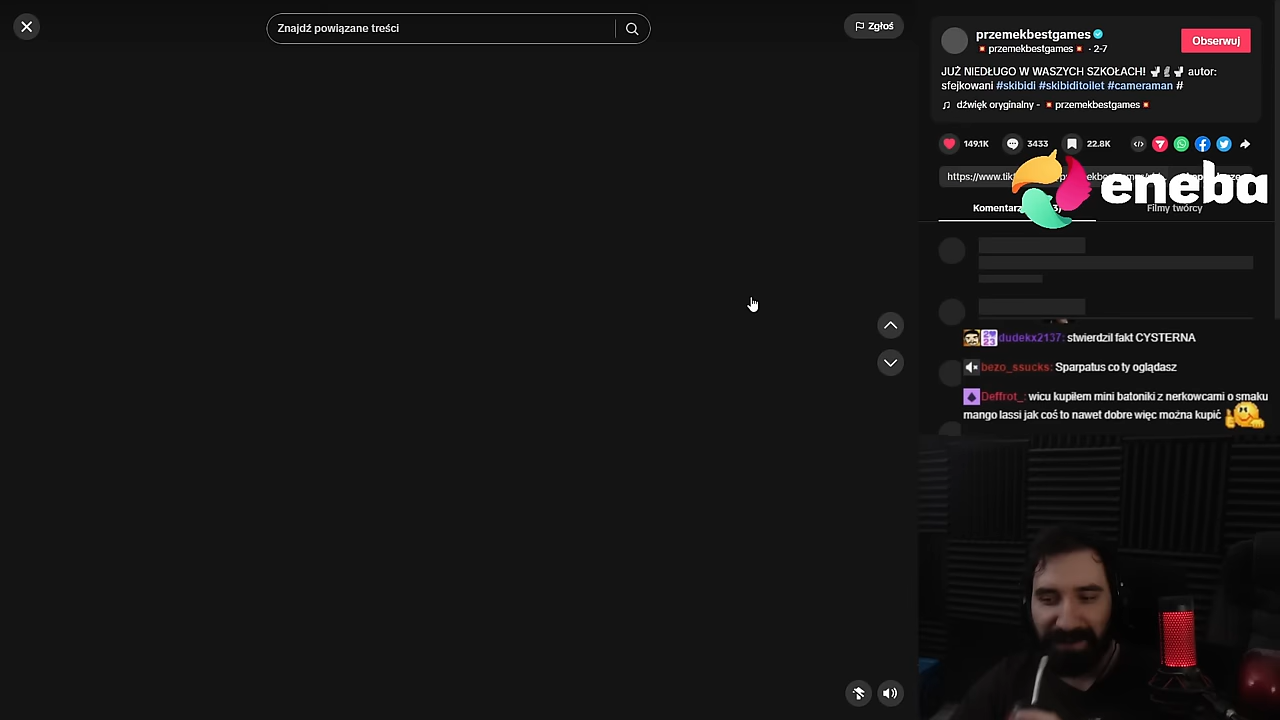 Znajdź powiązane treści
Zgłoś
przemekbestgames
przemekbestgames · 2-7
Obserwuj
JUŻ NIEDŁUGO W WASZYCH SZKOŁACH! 🚽 🚽 autor:
sfejkowani #skibidi #skibiditoilet #cameraman #
dźwięk oryginalny - przemekbestgames
149.1K
3433
22.8K
https://www.tik
eneba
Filmy twórcy
dudekx2137: stwierdzil fakt CYSTERNA
bezo_ssucks: Sparpatus co ty oglądasz
Deffrot_: wicu kupiłem mini batoniki z nerkowcami o smaku
mango lassi jak coś to nawet dobre więc można kupić